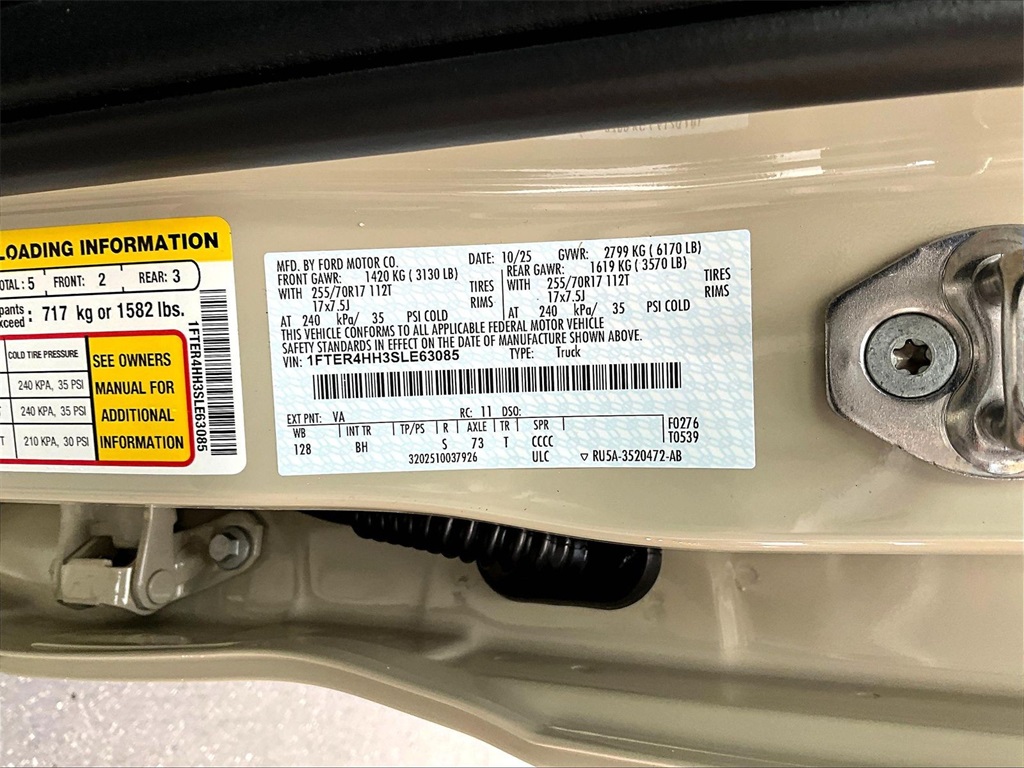 LOADING INFORMATION
OTAL: 5 FRONT: 2 REAR: 3
pants
xceed: 717 kg or 1582 lbs.
COLD TIRE PRESSURE
240 KPA, 35 PSI
240 KPA, 35 PSI
210 KPA, 30 PSI
SEE OWNERS
MANUAL FOR
ADDITIONAL
INFORMATION
1FTER4HH3SLE63085
MFD. BY FORD MOTOR CO. DATE: 10/25 GVWR: 2799 KG ( 6170 LB)
FRONT GAWR: 1420 KG ( 3130 LB) REAR GAWR: 1619 KG ( 3570 LB)
WITH 255/70R17 112T TIRES WITH 255/70R17 112T TIRES
17x7.5J RIMS 17x7.5J RIMS
AT 240 kPa/ 35 PSI COLD AT 240 kPa/ 35 PSI COLD
THIS VEHICLE CONFORMS TO ALL APPLICABLE FEDERAL MOTOR VEHICLE
SAFETY STANDARDS IN EFFECT ON THE DATE OF MANUFACTURE SHOWN ABOVE.
VIN: 1FTER4HH3SLE63085 TYPE: Truck
EXT PNT: VA RC: 11 DSO:
WB INT TR TP/PS R AXLE TR SPR F0276
128 BH S 73 T CCCC T0539
3202510037926 ULC ▽ RU5A-3520472-AB